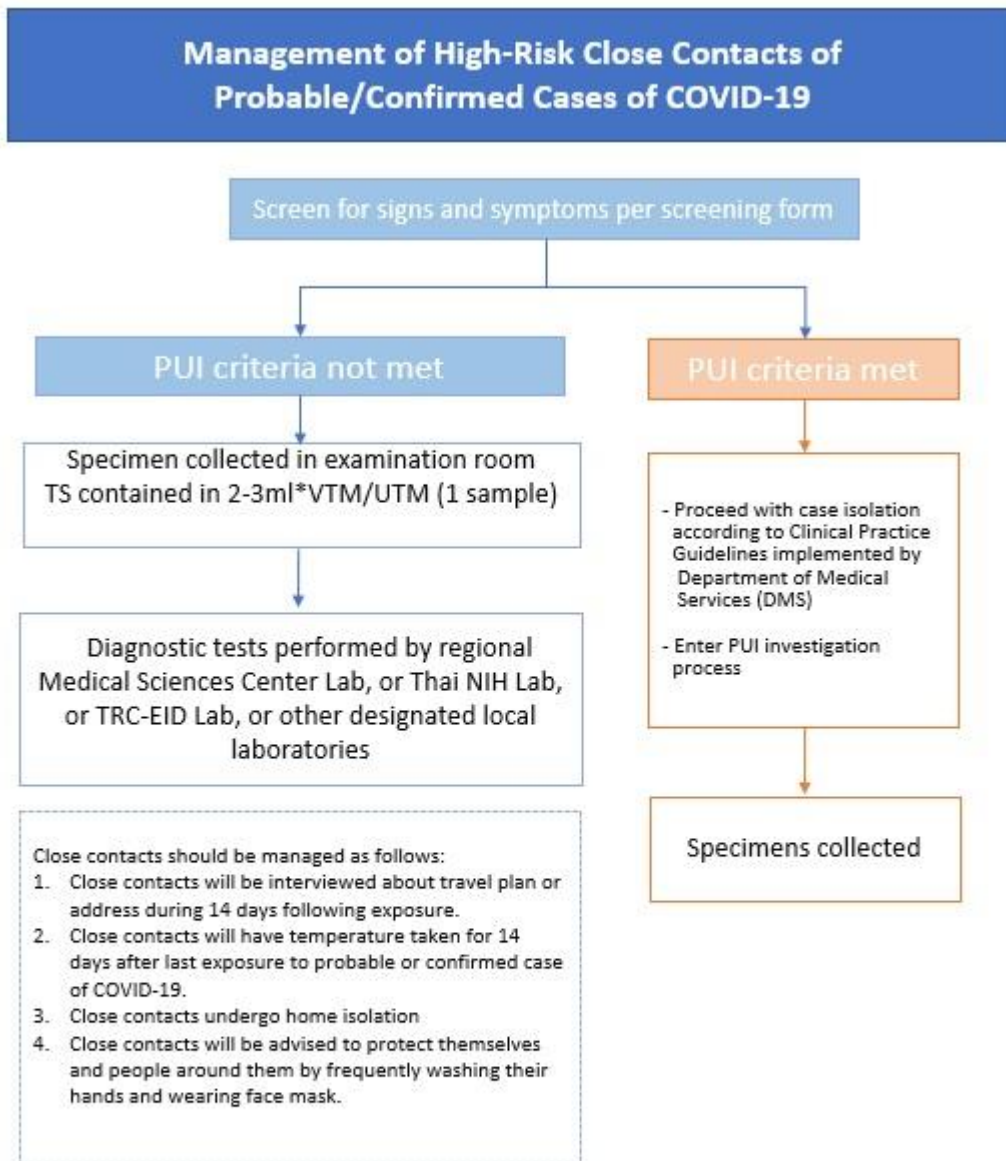 Management of High-Risk Close Contacts of
Probable/Confirmed Cases of COVID-19
Screen for signs and symptoms per screening form
PUI criteria not met
PUI criteria met
Specimen collected in examination room
TS contained in 2-3ml*VTM/UTM (1 sample)
- Proceed with case isolation
according to Clinical Practice
Guidelines implemented by
Department of Medical
Services (DMS)
- Enter PUI investigation
process
Diagnostic tests performed by regional
Medical Sciences Center Lab, or Thai NIH Lab,
or TRC-EID Lab, or other designated local
laboratories
Specimens collected
Close contacts should be managed as follows:
1. Close contacts will be interviewed about travel plan or
address during 14 days following exposure.
2. Close contacts will have temperature taken for 14
days after last exposure to probable or confirmed case
of COVID-19.
3. Close contacts undergo home isolation
4. Close contacts will be advised to protect themselves
and people around them by frequently washing their
hands and wearing face mask.